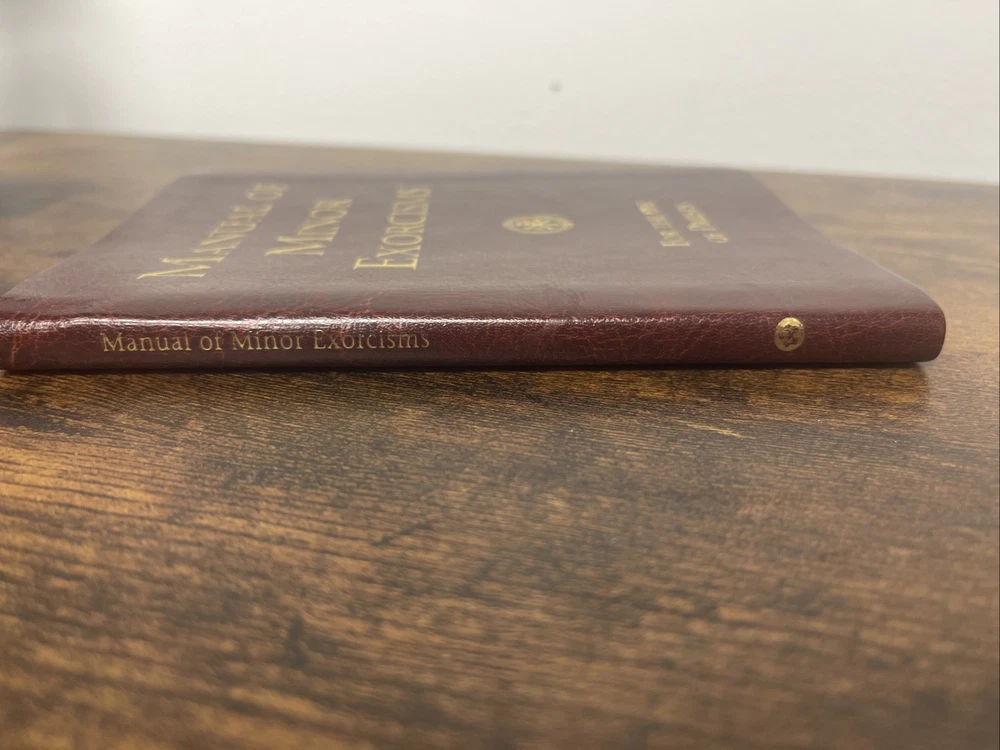 MANUAL OF
MINOR
EXORCISMS
Manual of Minor Exorcisms